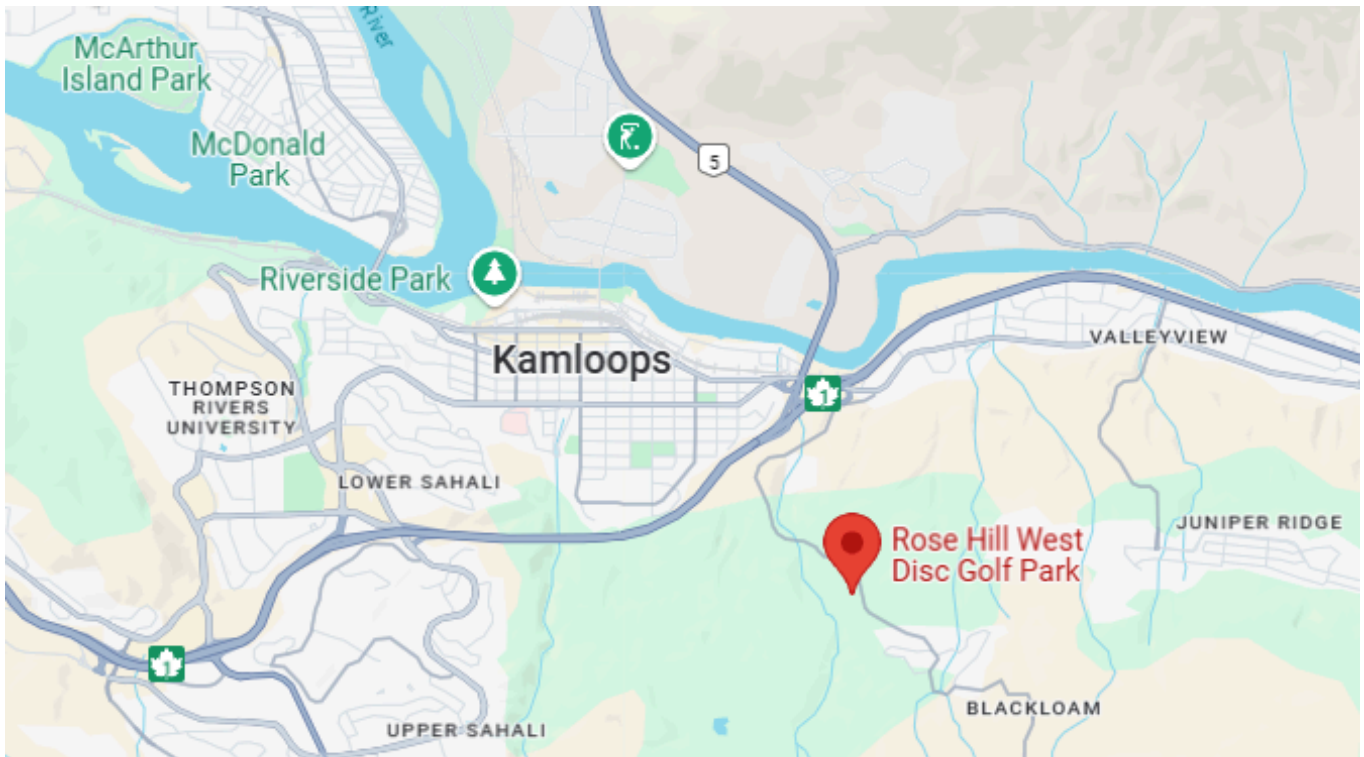 River
McArthur
Island Park
McDonald
Park
5
Riverside Park
VALLEYVIEW
Kamloops
THOMPSON
RIVERS
UNIVERSITY
1
LOWER SAHALI
JUNIPER RIDGE
Rose Hill West
Disc Golf Park
1
BLACKLOAM
UPPER SAHALI